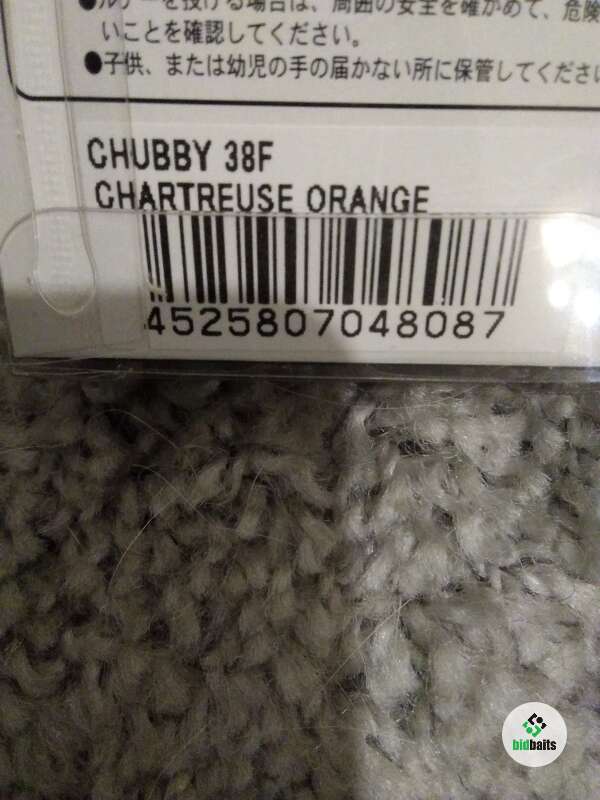 ●ルアーを投げる場合は、周囲の安全を確かめて、危険
いことを確認してください。
●子供、または幼児の手の届かない所に保管してくださ
CHUBBY 38F
CHARTREUSE ORANGE
4525807048087
bidbaits